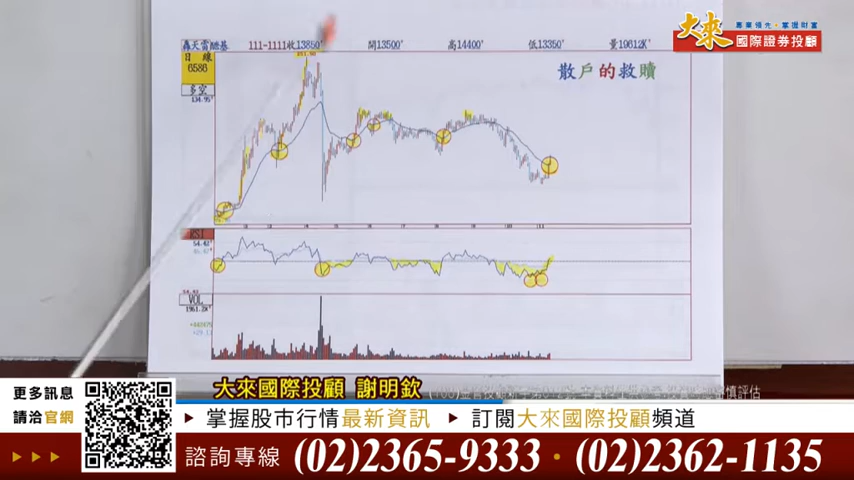 大來
專業領先·掌握財富
國際證券投顧
111-1111收13850 開13500 高14400 低13350 量19612K
日線
6586
多空
134.95
散戶的救贖
RSI
54.62
VOL
大來國際投顧 謝明欽
更多訊息
請洽官網
掌握股市行情最新資訊
訂閱大來國際投顧頻道
諮詢專線 (02)2365-9333·(02)2362-1135